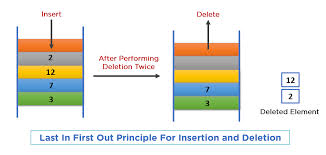 Insert
Delete
2
12
7
3
After Performing
Deletion Twice
7
3
12
2
Deleted Element
Last In First Out Principle For Insertion and Deletion